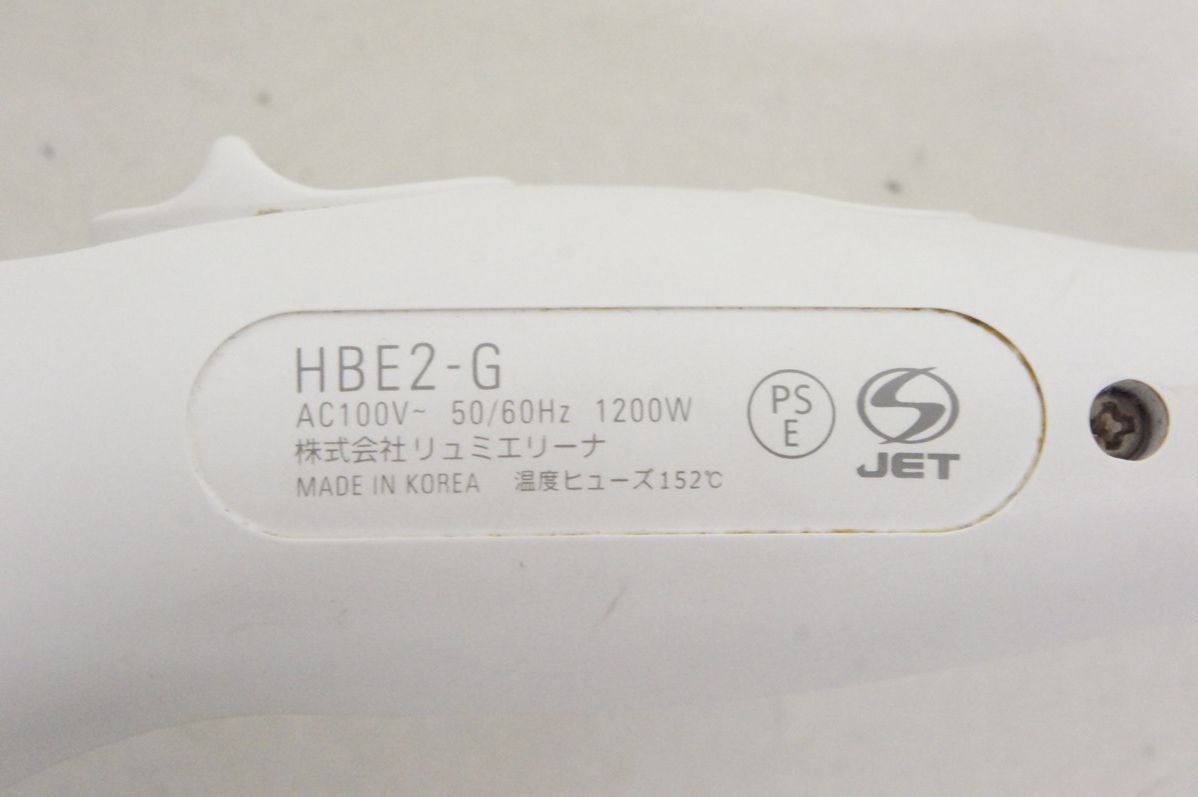 HBE2-G
AC100V~ 50/60Hz 1200W
株式会社リュミエリーナ
MADE IN KOREA 温度ヒューズ152℃
PS
E
JET